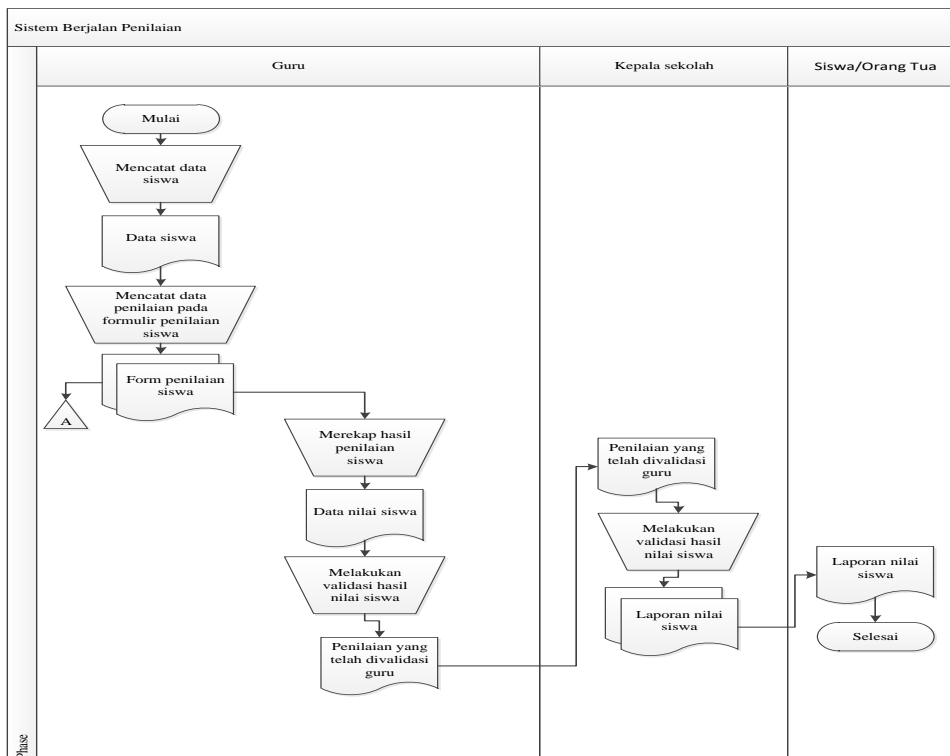 Sistem Berjalan Penilaian
Guru
Kepala sekolah
Siswa/Orang Tua
Mulai
Mencatat data
siswa
Data siswa
Mencatat data
penilaian pada
formulir penilaian
siswa
Form penilaian
siswa
A
Merekap hasil
penilaian
siswa
Data nilai siswa
Melakukan
validasi hasil
nilai siswa
Penilaian yang
telah divalidasi
guru
Penilaian yang
telah divalidasi
guru
Melakukan
validasi hasil
nilai siswa
Laporan nilai
siswa
Laporan nilai
siswa
Selesai
Phase